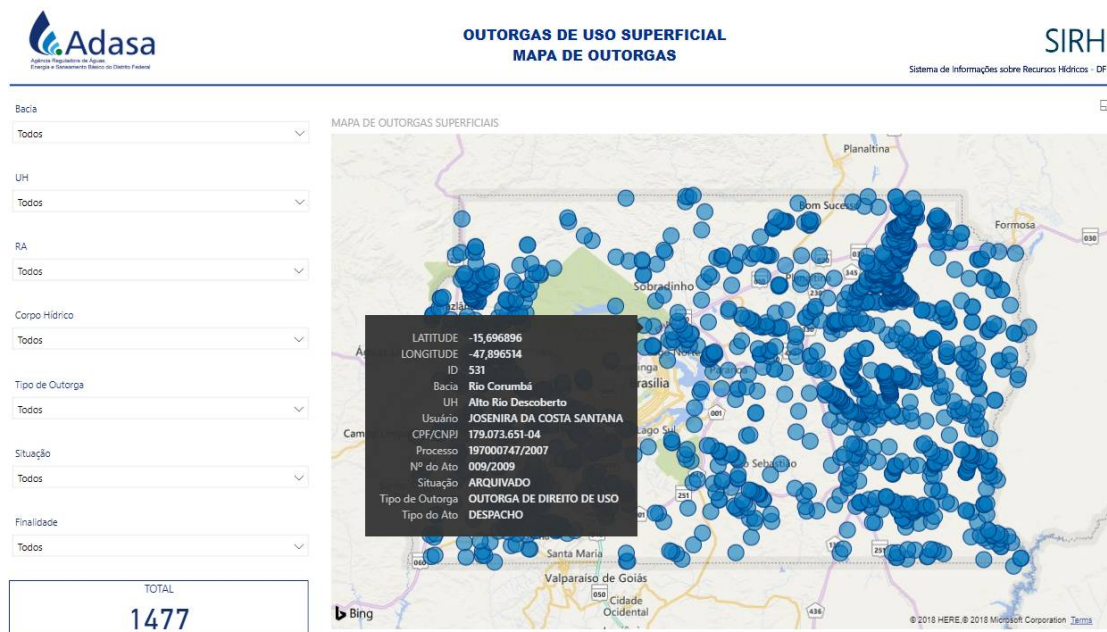 Adasa
Agência Reguladora de Águas
Energia e Saneamento Básico do Distrito Federal
OUTORGAS DE USO SUPERFICIAL
MAPA DE OUTORGAS
SIRH
Sistema de Informações sobre Recursos Hídricos - DF
Bacia
Todos
UH
Todos
RA
Todos
Corpo Hídrico
Todos
Tipo de Outorga
Todos
Situação
Todos
Finalidade
Todos
TOTAL
1477
MAPA DE OUTORGAS SUPERFICIAIS
Planaltina
Bom Sucesso
Formosa
030
345
230
Sobradinho
LATITUDE -15,696896
LONGITUDE -47,896514
ID 531
Bacia Rio Corumbá
UH Alto Rio Descoberto
Usuário JOSENIRA DA COSTA SANTANA
CPF/CNPJ 179.073.651-04
Processo 197000747/2007
Nº do Ato 009/2009
Situação ARQUIVADO
Tipo de Outorga OUTORGA DE DIREITO DE USO
Tipo do Ato DESPACHO
001
Lago Sul
251
060
Santa Maria
251
Valparaíso de Goiás
050
Cidade
Ocidental
436
Bing
© 2018 HERE,© 2018 Microsoft Corporation Terms